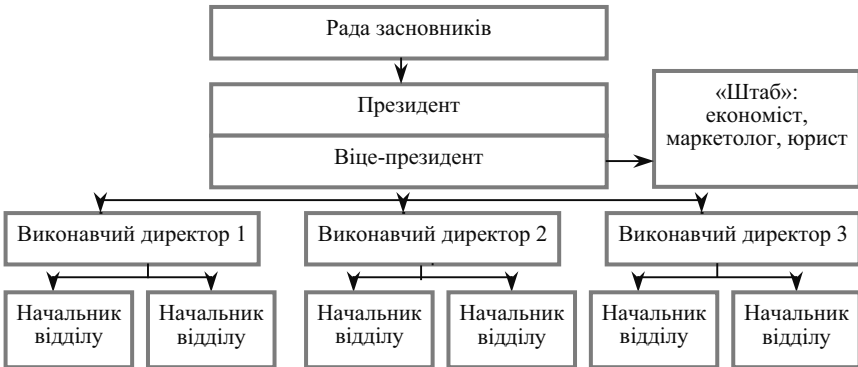 Рада засновників
Президент
«Штаб»:
економіст,
маркетолог, юрист
Віце-президент
Виконавчий директор 1
Виконавчий директор 2
Виконавчий директор 3
Начальник
відділу
Начальник
відділу
Начальник
відділу
Начальник
відділу
Начальник
відділу
Начальник
відділу